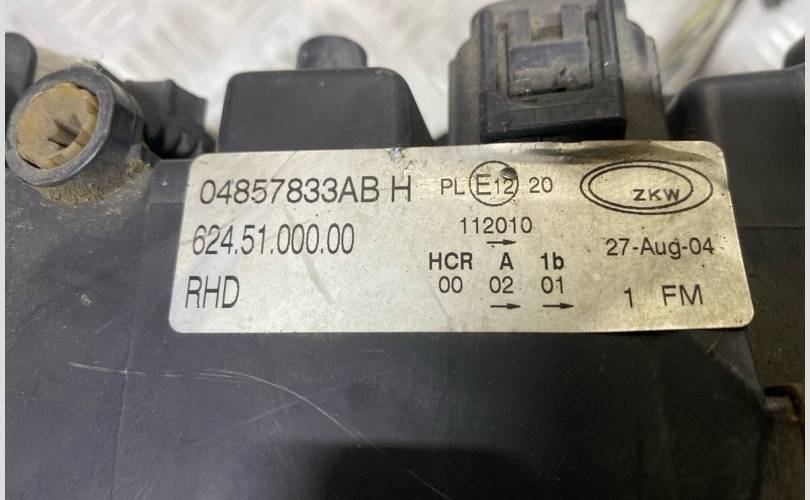 04857833AB H PL E12 20 ZKW
112010
624.51.000.00 27-Aug-04
HCR A 1b
00 02 01
RHD 1 FM